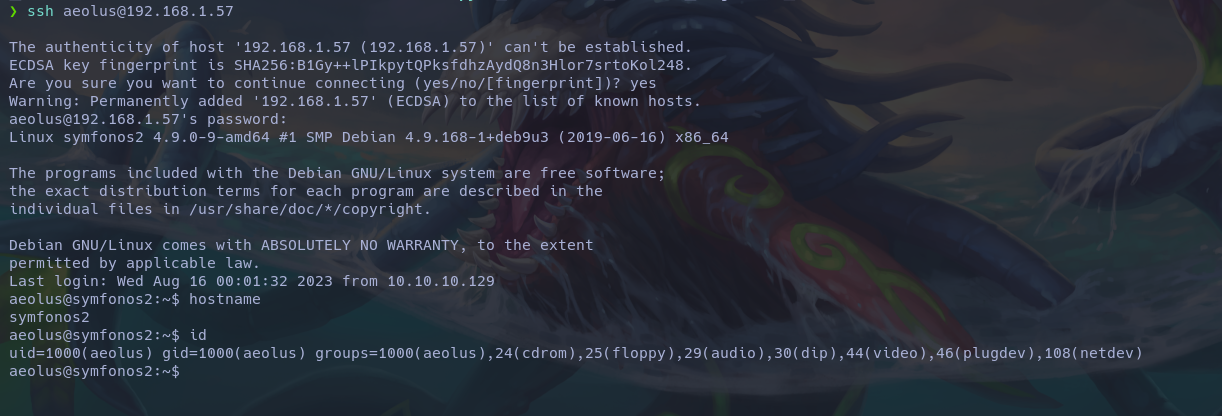 ❯ ssh aeolus@192.168.1.57
The authenticity of host '192.168.1.57 (192.168.1.57)' can't be established.
ECDSA key fingerprint is SHA256:B1Gy++lPIkpytQPksfdhzAydQ8n3Hlor7srtoKol248.
Are you sure you want to continue connecting (yes/no/[fingerprint])? yes
Warning: Permanently added '192.168.1.57' (ECDSA) to the list of known hosts.
aeolus@192.168.1.57's password:
Linux symfonos2 4.9.0-9-amd64 #1 SMP Debian 4.9.168-1+deb9u3 (2019-06-16) x86_64
The programs included with the Debian GNU/Linux system are free software;
the exact distribution terms for each program are described in the
individual files in /usr/share/doc/*/copyright.
Debian GNU/Linux comes with ABSOLUTELY NO WARRANTY, to the extent
permitted by applicable law.
Last login: Wed Aug 16 00:01:32 2023 from 10.10.10.129
aeolus@symfonos2:~$ hostname
symfonos2
aeolus@symfonos2:~$ id
uid=1000(aeolus) gid=1000(aeolus) groups=1000(aeolus),24(cdrom),25(floppy),29(audio),30(dip),44(video),46(plugdev),108(netdev)
aeolus@symfonos2:~$